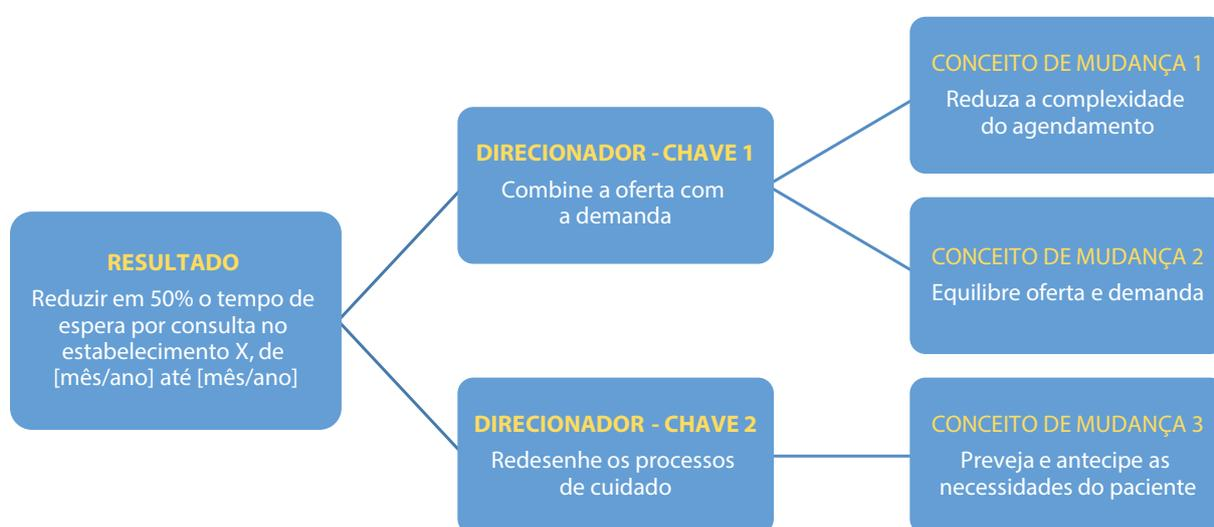 RESULTADO
Reduzir em 50% o tempo de
espera por consulta no
estabelecimento X, de
[mês/ano] até [mês/ano]
DIRECIONADOR - CHAVE 1
Combine a oferta com
a demanda
DIRECIONADOR - CHAVE 2
Redesenhe os processos
de cuidado
CONCEITO DE MUDANÇA 1
Reduza a complexidade
do agendamento
CONCEITO DE MUDANÇA 2
Equilibre oferta e demanda
CONCEITO DE MUDANÇA 3
Preveja e antecipe as
necessidades do paciente